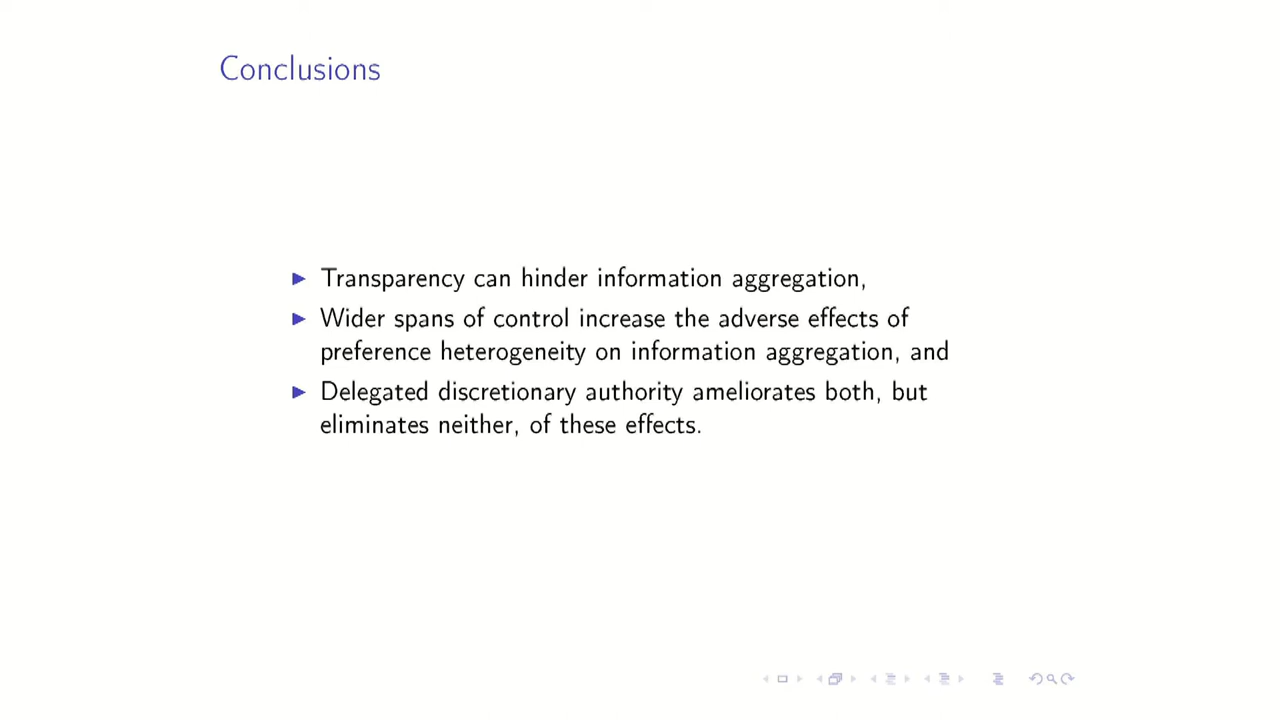 Conclusions
Transparency can hinder information aggregation,
Wider spans of control increase the adverse effects of
preference heterogeneity on information aggregation, and
Delegated discretionary authority ameliorates both, but
eliminates neither, of these effects.